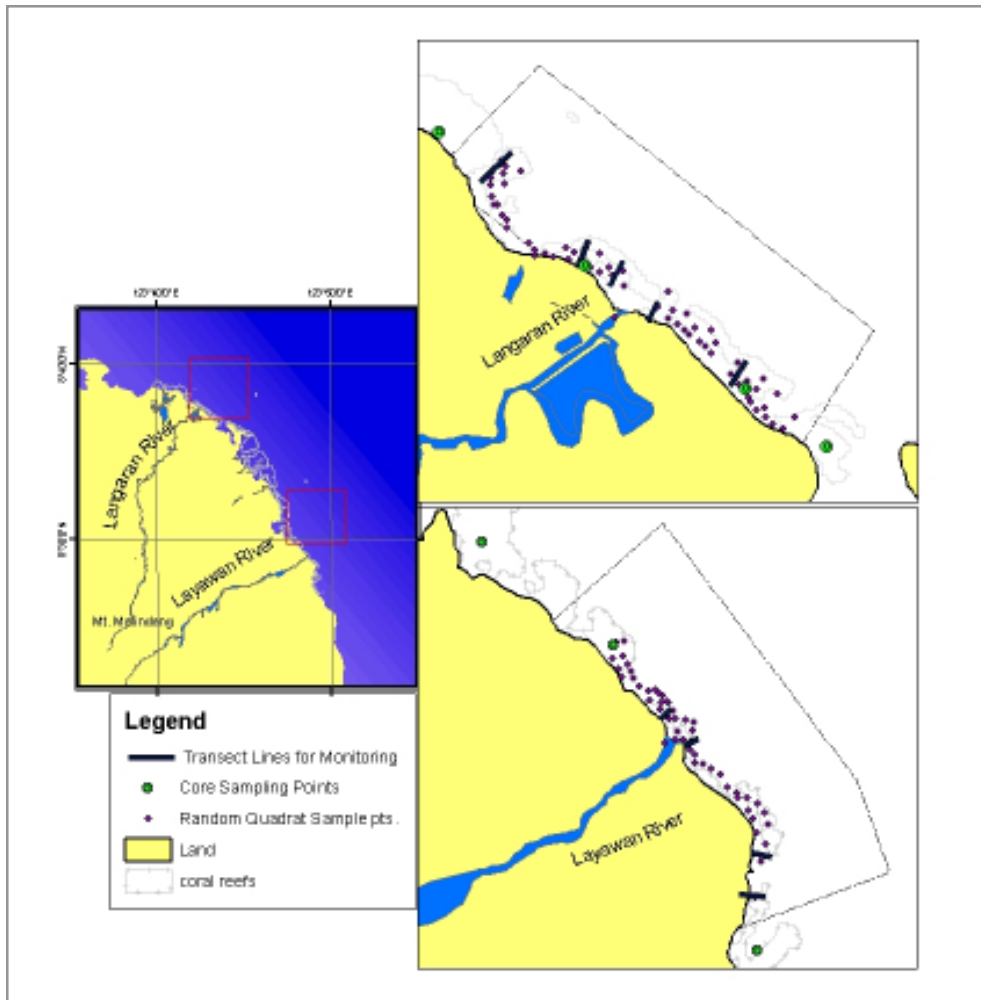 Langaran River
Langaran River
Layawan River
Mt. Malindang
Layawan River
Legend
Transect Lines for Monitoring
Core Sampling Points
Random Quadrat Sample pts.
Land
coral reefs